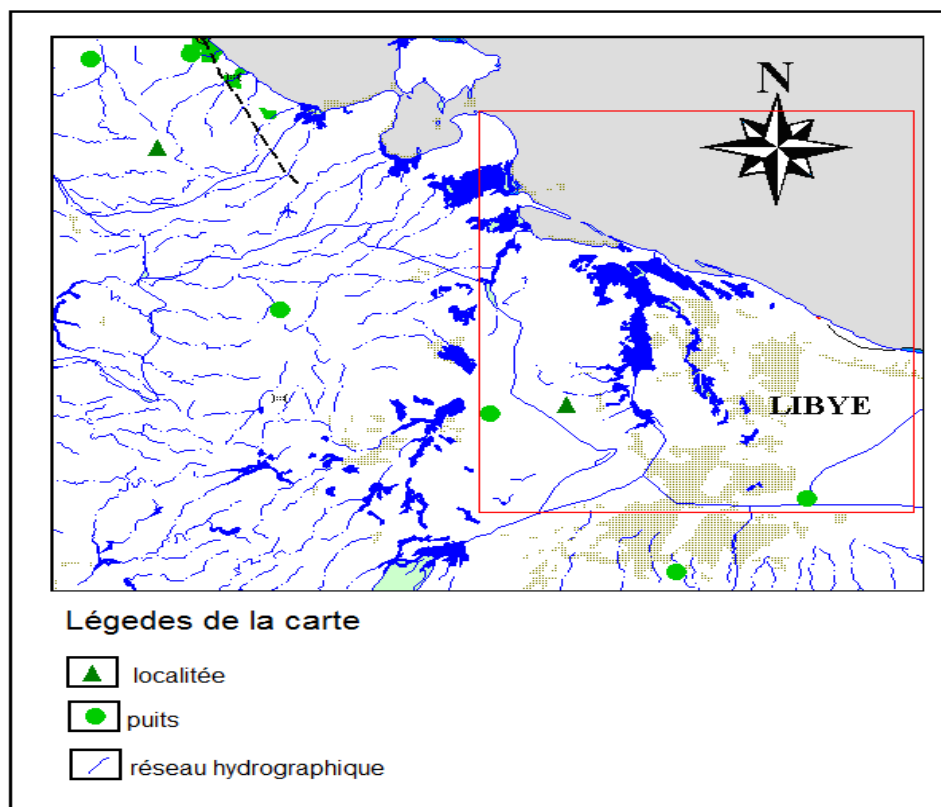 N
LIBYE
Légedes de la carte
localitée
puits
réseau hydrographique